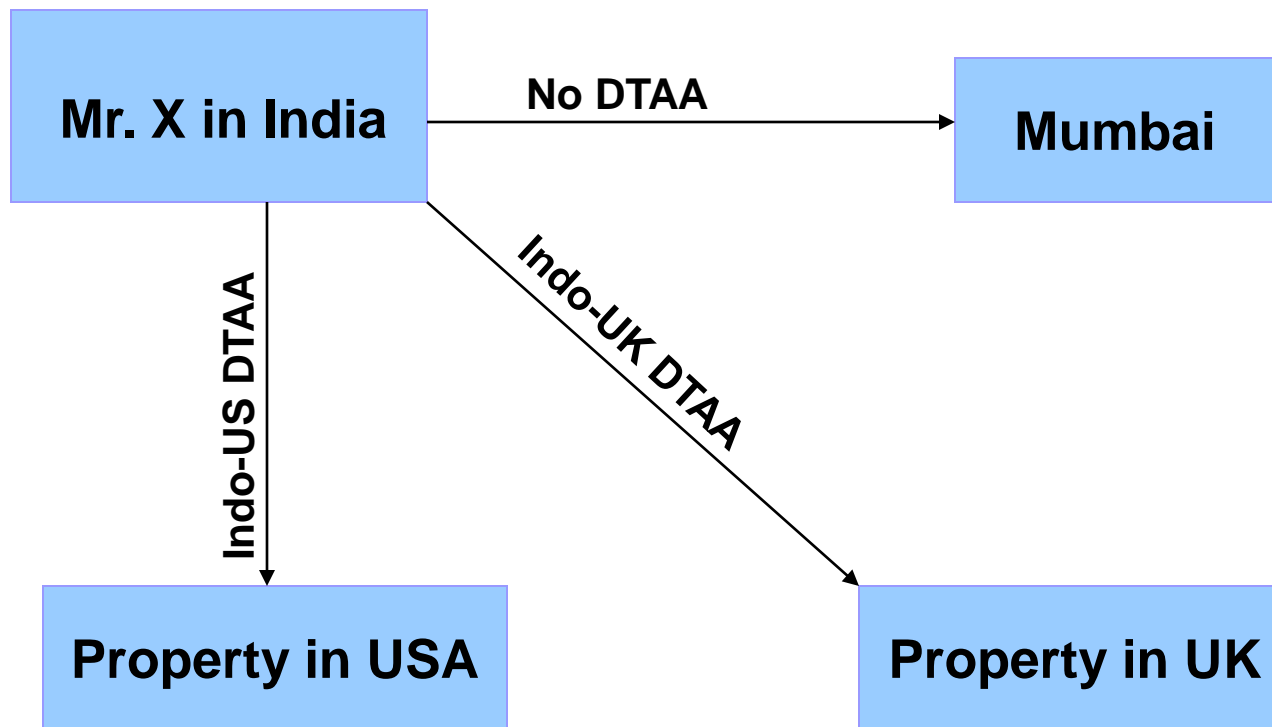 Mr. X in India
No DTAA
Mumbai
Indo-US DTAA
Indo-UK DTAA
Property in USA
Property in UK